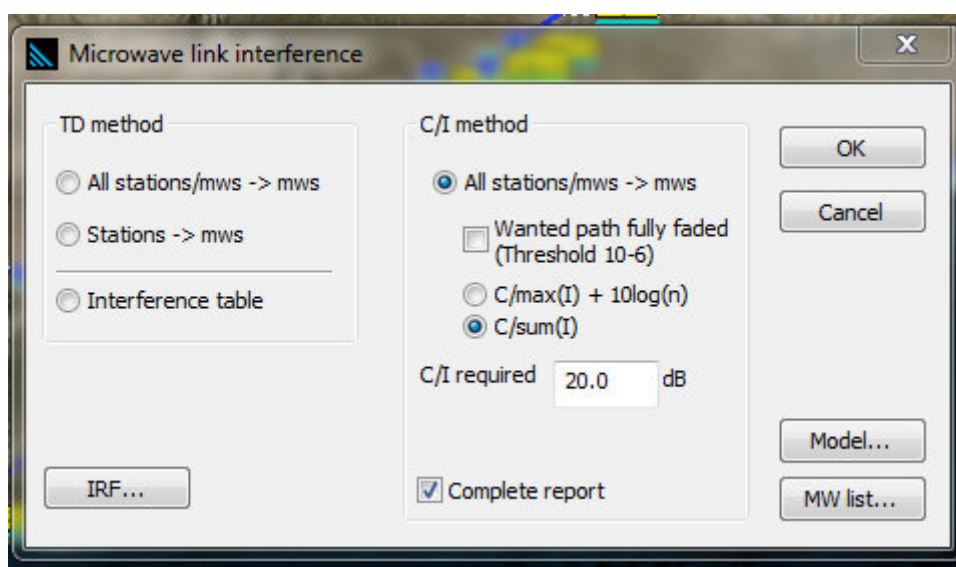 Microwave link interference
x
TD method
All stations/mws -> mws
Stations -> mws
Interference table
IRF...
C/I method
All stations/mws -> mws
Wanted path fully faded
(Threshold 10-6)
C/max(I) + 10log(n)
C/sum(I)
C/I required 20.0 dB
Complete report
OK
Cancel
Model...
MW list...